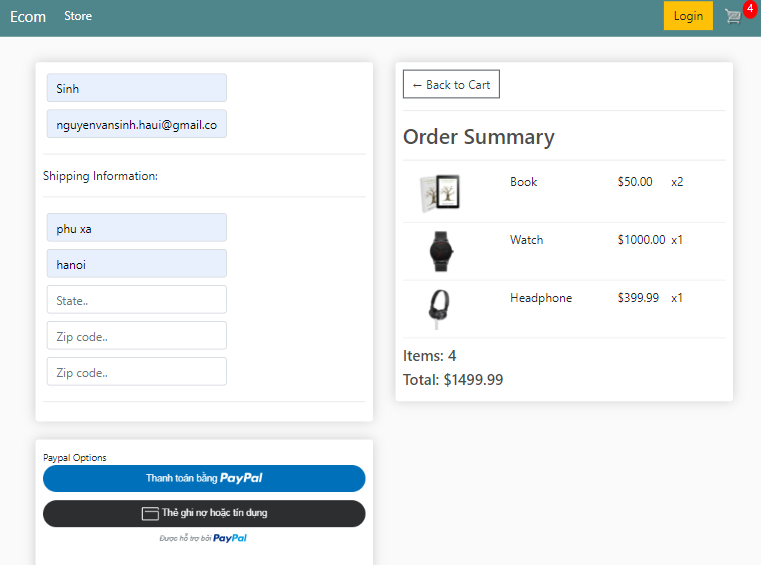 Ecom Store Login 4
Sinh
nguyenvansinh.haui@gmail.co
Shipping Information:
phu xa
hanoi
State..
Zip code..
Zip code..
Paypal Options
Thanh toán bằng PayPal
Thẻ ghi nợ hoặc tín dụng
Được hỗ trợ bởi PayPal
← Back to Cart
Order Summary
Book $50.00 x2
Watch $1000.00 x1
Headphone $399.99 x1
Items: 4
Total: $1499.99